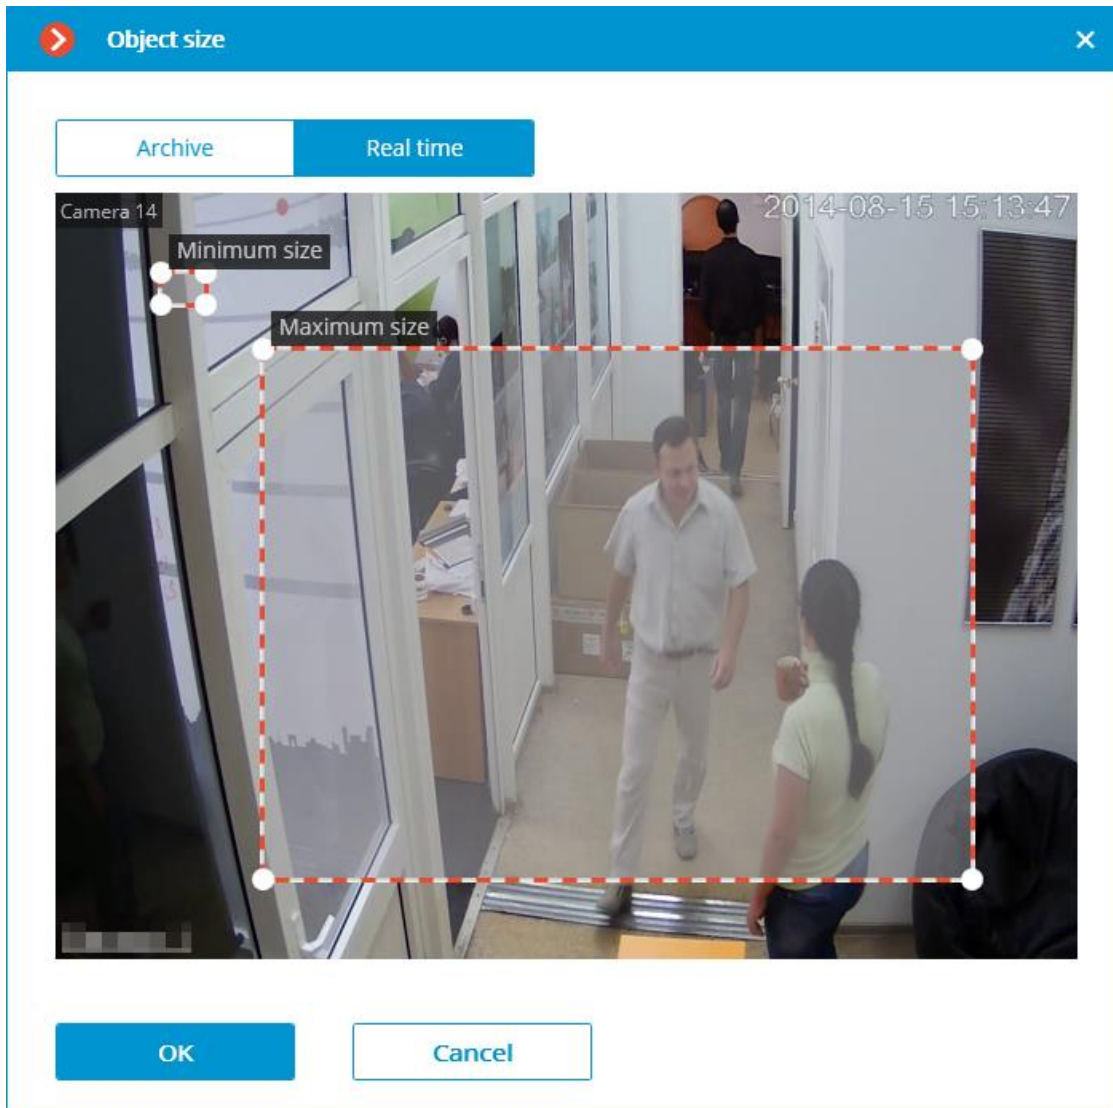 Object size
Archive
Real time
Camera 14
2014-08-15 15:13:47
Minimum size
Maximum size
OK
Cancel